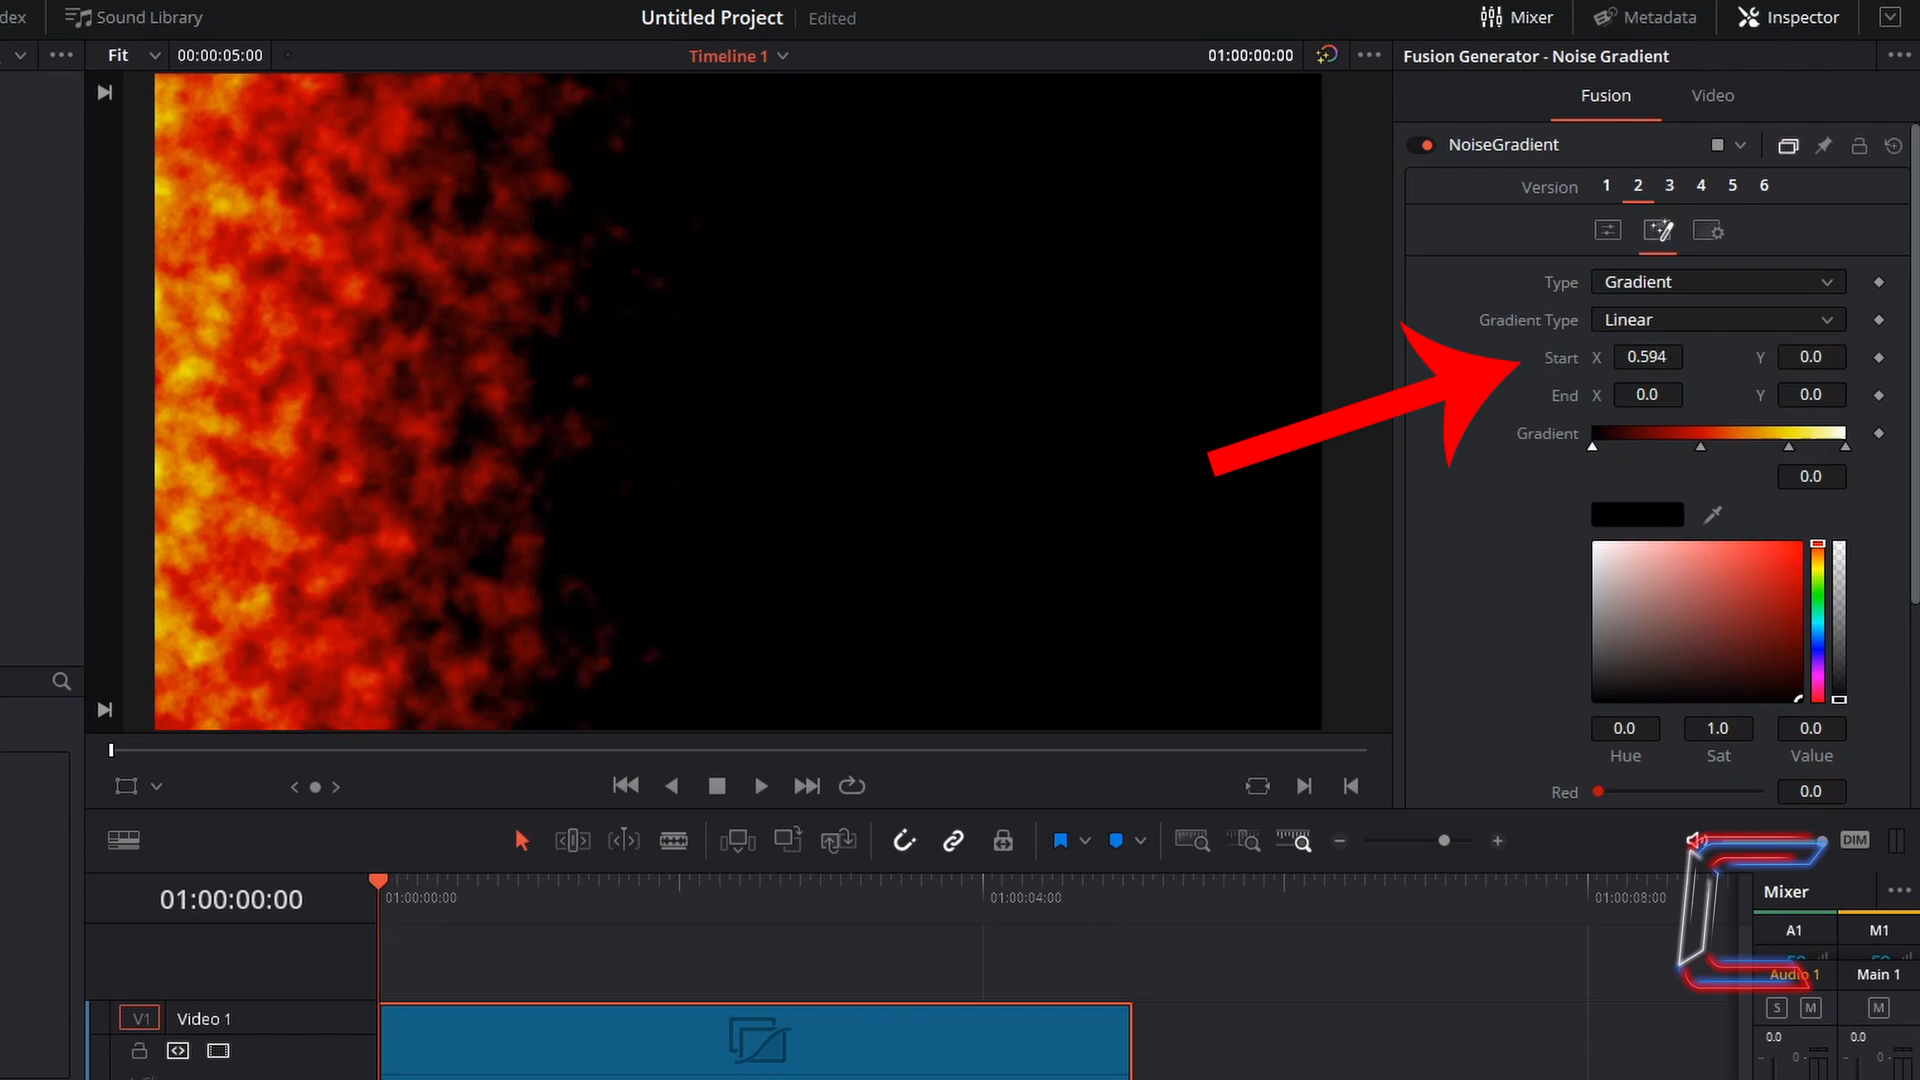 dex
Sound Library
Untitled Project
Edited
Mixer
Metadata
Inspector
Fit
00:00:05:00
Timeline 1
01:00:00:00
Fusion Generator - Noise Gradient
Fusion
Video
NoiseGradient
Version 1 2 3 4 5 6
Type Gradient
Gradient Type Linear
Start X 0.594 Y 0.0
End X 0.0 Y 0.0
Gradient
0.0
0.0 1.0 0.0
Hue Sat Value
Red 0.0
DIM
01:00:00:00
01:00:00:00
01:00:04:00
01:00:08:00
Mixer
A1 M1
Audio 1 Main 1
S M M
0.0 0.0
0- 0-
V1 Video 1